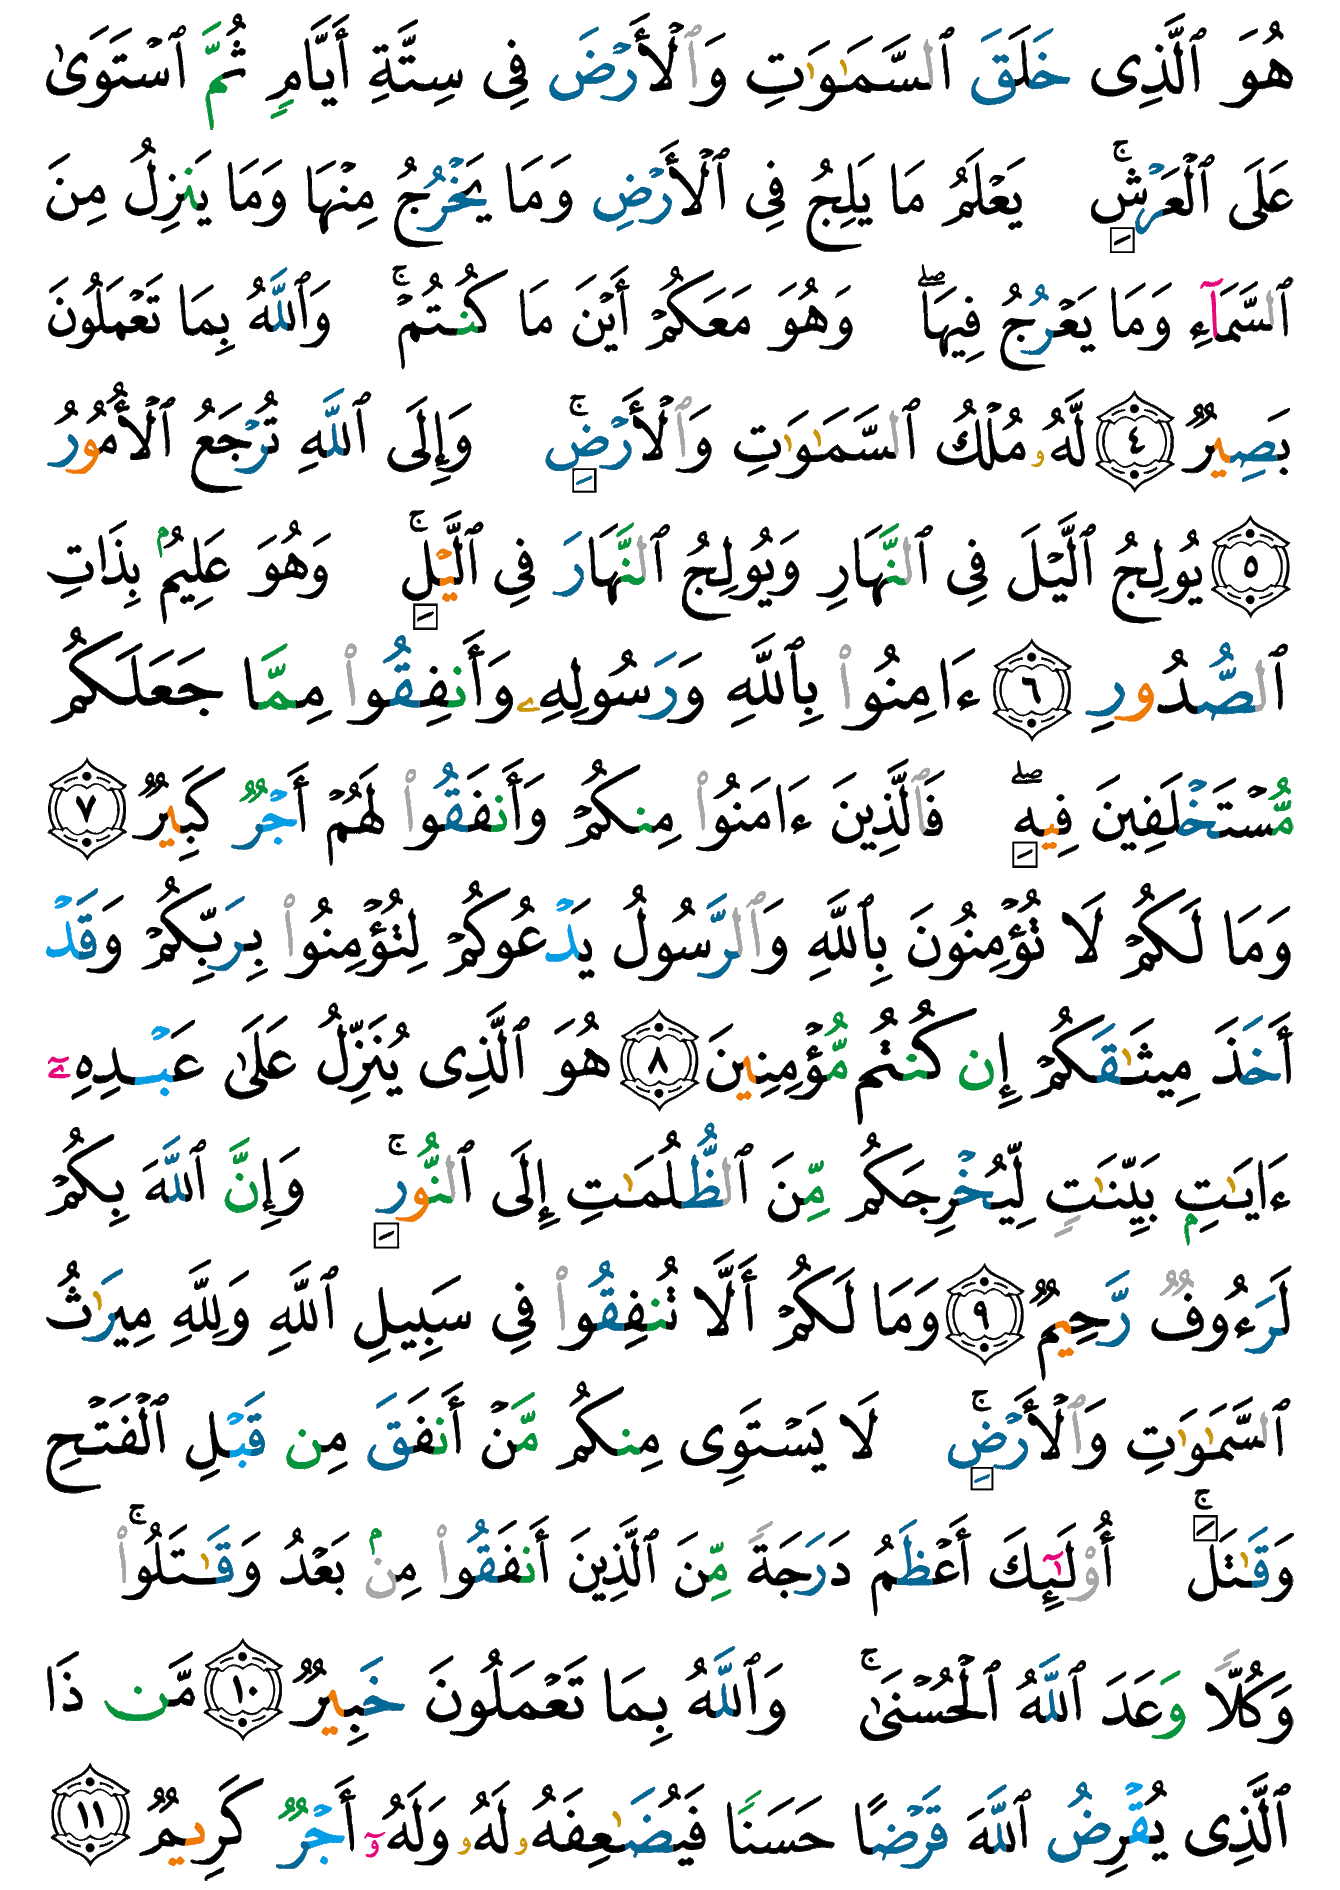 هُوَ ٱلَّذِى خَلَقَ ٱلسَّمَـٰوَٰتِ وَٱلْأَرْضَ فِى سِتَّةِ أَيَّامٍ ثُمَّ ٱسْتَوَىٰ
عَلَى ٱلْعَرْشِ ۚ يَعْلَمُ مَا يَلِجُ فِى ٱلْأَرْضِ وَمَا يَخْرُجُ مِنْهَا وَمَا يَنزِلُ مِنَ
ٱلسَّمَآءِ وَمَا يَعْرُجُ فِيهَا ۖ وَهُوَ مَعَكُمْ أَيْنَ مَا كُنتُمْ ۚ وَٱللَّهُ بِمَا تَعْمَلُونَ
بَصِيرٌ ٤ لَّهُۥ مُلْكُ ٱلسَّمَـٰوَٰتِ وَٱلْأَرْضِ ۚ وَإِلَى ٱللَّهِ تُرْجَعُ ٱلْأُمُورُ
٥ يُولِجُ ٱلَّيْلَ فِى ٱلنَّهَارِ وَيُولِجُ ٱلنَّهَارَ فِى ٱلَّيْلِ ۚ وَهُوَ عَلِيمٌۢ بِذَاتِ
ٱلصُّدُورِ ٦ ءَامِنُوا۟ بِٱللَّهِ وَرَسُولِهِۦ وَأَنفِقُوا۟ مِمَّا جَعَلَكُم
مُّسْتَخْلَفِينَ فِيهِ ۖ فَٱلَّذِينَ ءَامَنُوا۟ مِنكُمْ وَأَنفَقُوا۟ لَهُمْ أَجْرٌ كَبِيرٌ ٧
وَمَا لَكُمْ لَا تُؤْمِنُونَ بِٱللَّهِ وَٱلرَّسُولُ يَدْعُوكُمْ لِتُؤْمِنُوا۟ بِرَبِّكُمْ وَقَدْ
أَخَذَ مِيثَـٰقَكُمْ إِن كُنتُم مُّؤْمِنِينَ ٨ هُوَ ٱلَّذِى يُنَزِّلُ عَلَىٰ عَبْدِهِۦٓ
ءَايَـٰتٍۭ بَيِّنَـٰتٍ لِّيُخْرِجَكُم مِّنَ ٱلظُّلُمَـٰتِ إِلَى ٱلنُّورِ ۚ وَإِنَّ ٱللَّهَ بِكُمْ
لَرَءُوفٌ رَّحِيمٌ ٩ وَمَا لَكُمْ أَلَّا تُنفِقُوا۟ فِى سَبِيلِ ٱللَّهِ وَلِلَّهِ مِيرَٰثُ
ٱلسَّمَـٰوَٰتِ وَٱلْأَرْضِ ۚ لَا يَسْتَوِى مِنكُم مَّنْ أَنفَقَ مِن قَبْلِ ٱلْفَتْحِ
وَقَـٰتَلَ ۚ أُو۟لَـٰٓئِكَ أَعْظَمُ دَرَجَةً مِّنَ ٱلَّذِينَ أَنفَقُوا۟ مِنۢ بَعْدُ وَقَـٰتَلُوا۟ ۚ
وَكُلًّا وَعَدَ ٱللَّهُ ٱلْحُسْنَىٰ ۚ وَٱللَّهُ بِمَا تَعْمَلُونَ خَبِيرٌ ١٠ مَّن ذَا
ٱلَّذِى يُقْرِضُ ٱللَّهَ قَرْضًا حَسَنًا فَيُضَـٰعِفَهُۥ لَهُۥ وَلَهُۥٓ أَجْرٌ كَرِيمٌ ١١